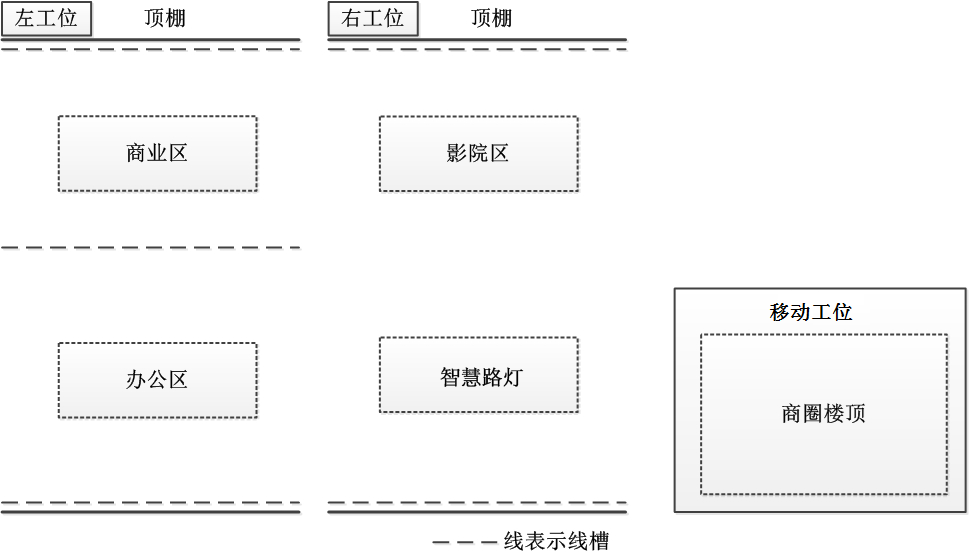 左工位
顶棚
右工位
顶棚
商业区
影院区
移动工位
办公区
智慧路灯
商圈楼顶
线表示线槽